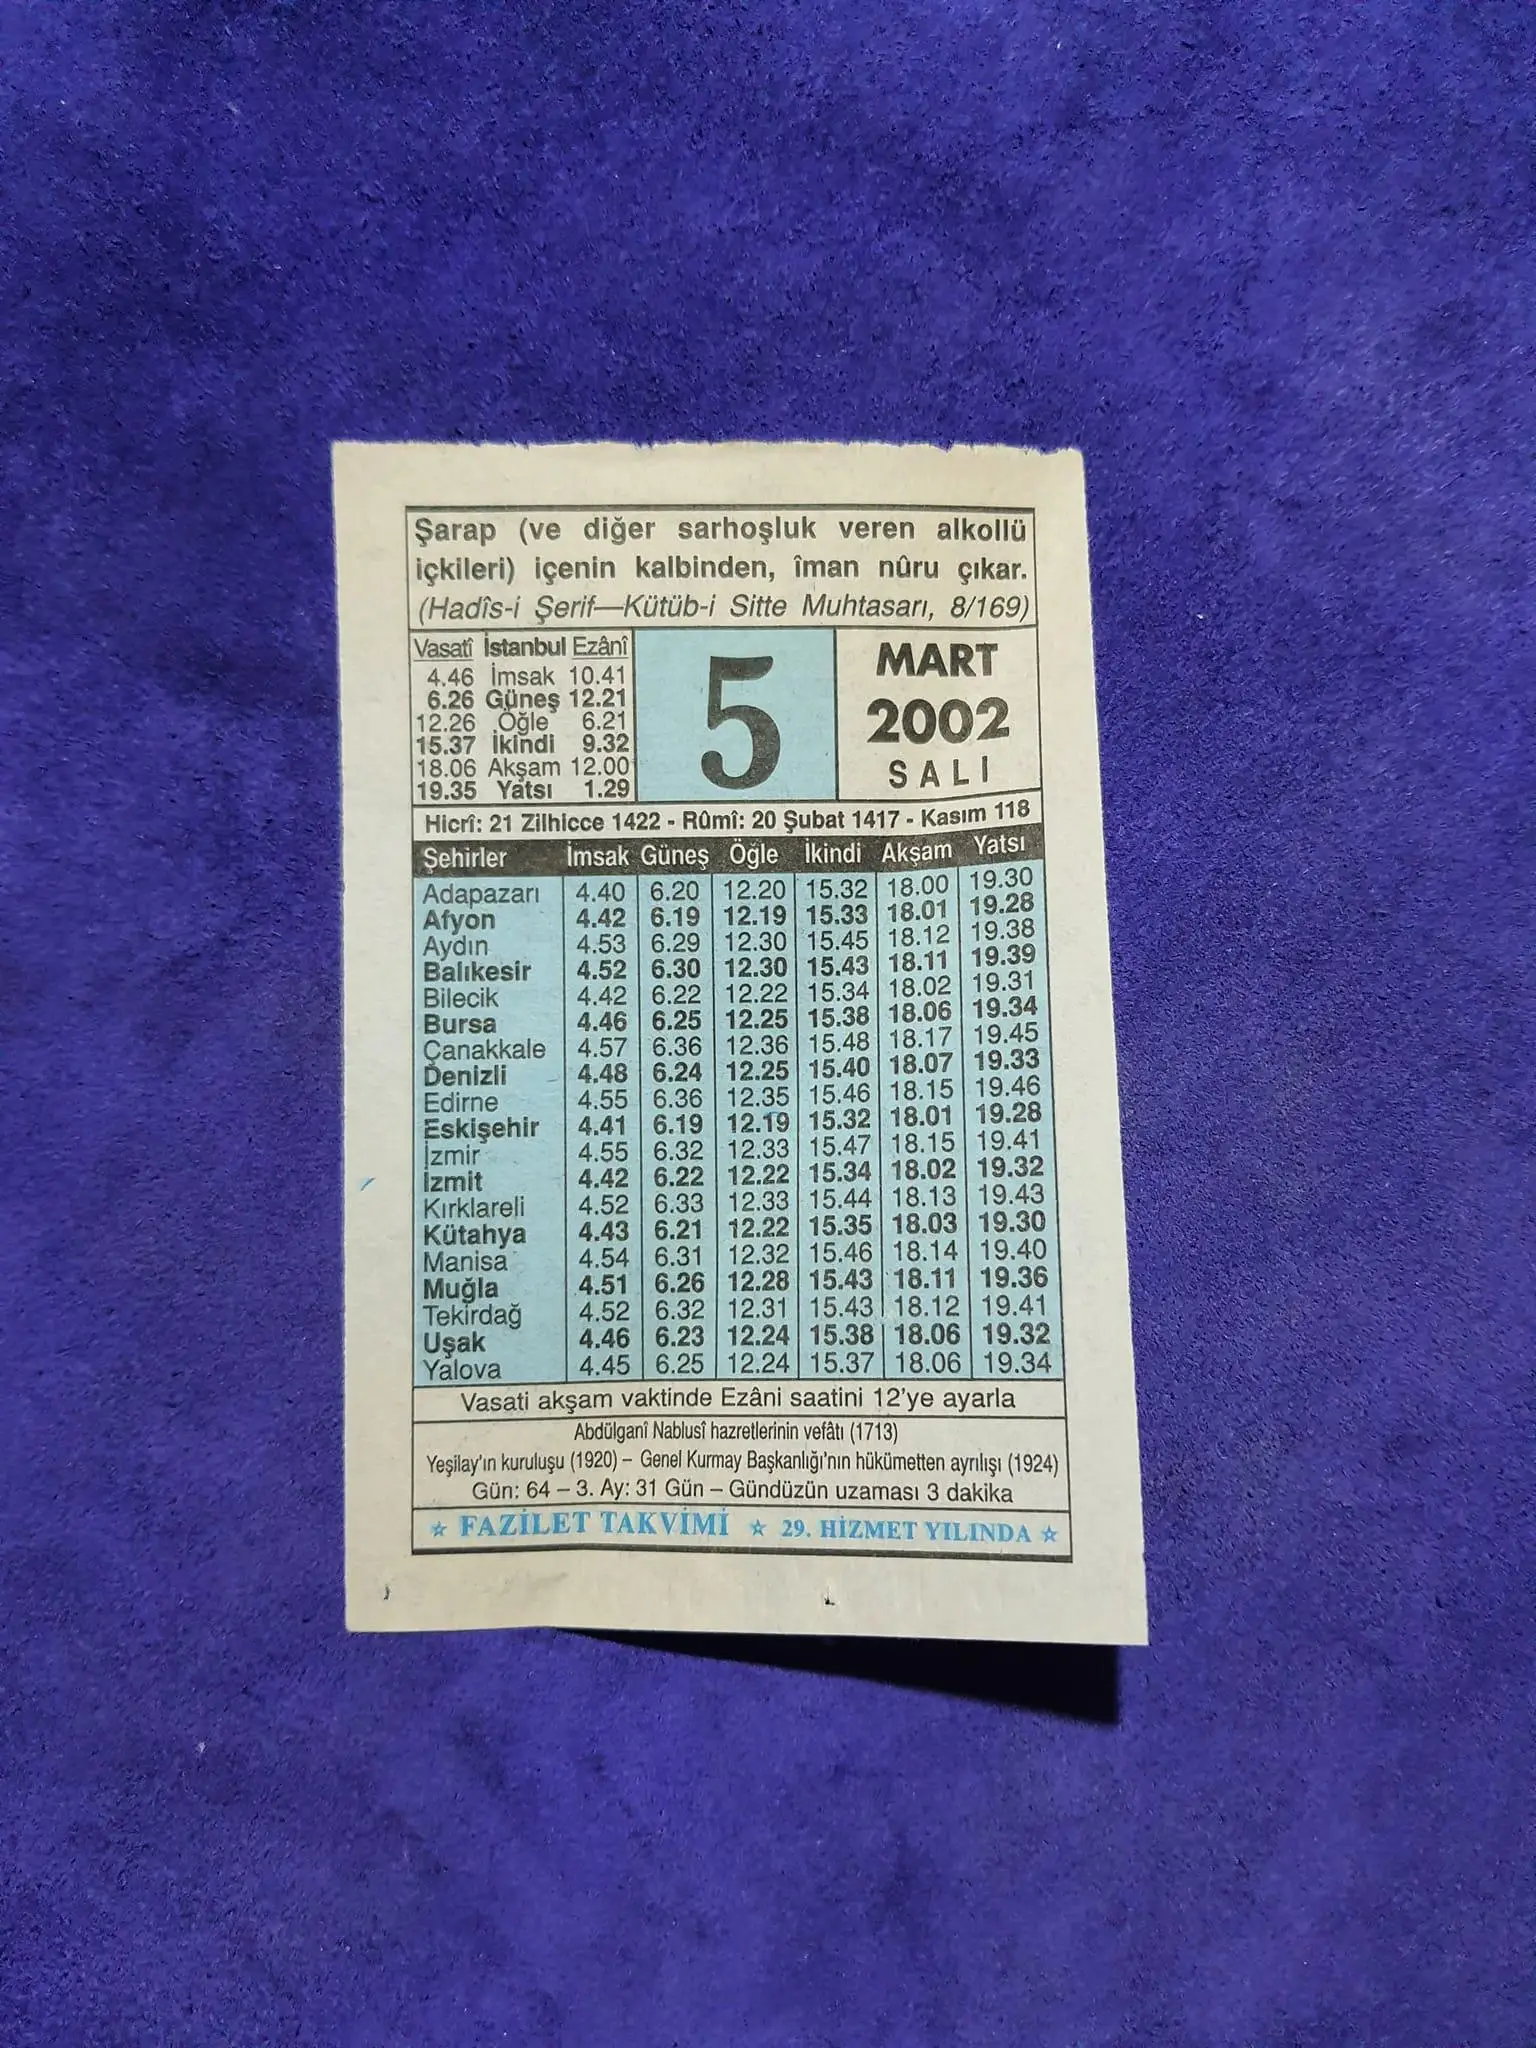 Şarap (ve diğer sarhoşluk veren alkollü
içkileri) içenin kalbinden, îman nûru çıkar.
(Hadîs-i Şerif—Kütüb-i Sitte Muhtasarı, 8/169)
Vasatî İstanbul Ezânî
4.46 İmsak 10.41
6.26 Güneş 12.21
12.26 Öğle 6.21
15.37 İkindi 9.32
18.06 Akşam 12.00
19.35 Yatsı 1.29
5
MART
2002
SALI
Hicrî: 21 Zilhicce 1422 - Rûmî: 20 Şubat 1417 - Kasım 118
Şehirler İmsak Güneş Öğle İkindi Akşam Yatsı
Adapazarı 4.40 6.20 12.20 15.32 18.00 19.30
Afyon 4.42 6.19 12.19 15.33 18.01 19.28
Aydın 4.53 6.29 12.30 15.45 18.12 19.38
Balıkesir 4.52 6.30 12.30 15.43 18.11 19.39
Bilecik 4.42 6.22 12.22 15.34 18.02 19.31
Bursa 4.46 6.25 12.25 15.38 18.06 19.34
Çanakkale 4.57 6.36 12.36 15.48 18.17 19.45
Denizli 4.48 6.24 12.25 15.40 18.07 19.33
Edirne 4.55 6.36 12.35 15.46 18.15 19.46
Eskişehir 4.41 6.19 12.19 15.32 18.01 19.28
İzmir 4.55 6.32 12.33 15.47 18.15 19.41
İzmit 4.42 6.22 12.22 15.34 18.02 19.32
Kırklareli 4.52 6.33 12.33 15.44 18.13 19.43
Kütahya 4.43 6.21 12.22 15.35 18.03 19.30
Manisa 4.54 6.31 12.32 15.46 18.14 19.40
Muğla 4.51 6.26 12.28 15.43 18.11 19.36
Tekirdağ 4.52 6.32 12.31 15.43 18.12 19.41
Uşak 4.46 6.23 12.24 15.38 18.06 19.32
Yalova 4.45 6.25 12.24 15.37 18.06 19.34
Vasati akşam vaktinde Ezâni saatini 12'ye ayarla
Abdülganî Nablusî hazretlerinin vefâtı (1713)
Yeşilay'ın kuruluşu (1920) – Genel Kurmay Başkanlığı'nın hükümetten ayrılışı (1924)
Gün: 64 – 3. Ay: 31 Gün – Gündüzün uzaması 3 dakika
☆ FAZİLET TAKVİMİ ☆ 29. HİZMET YILINDA ☆